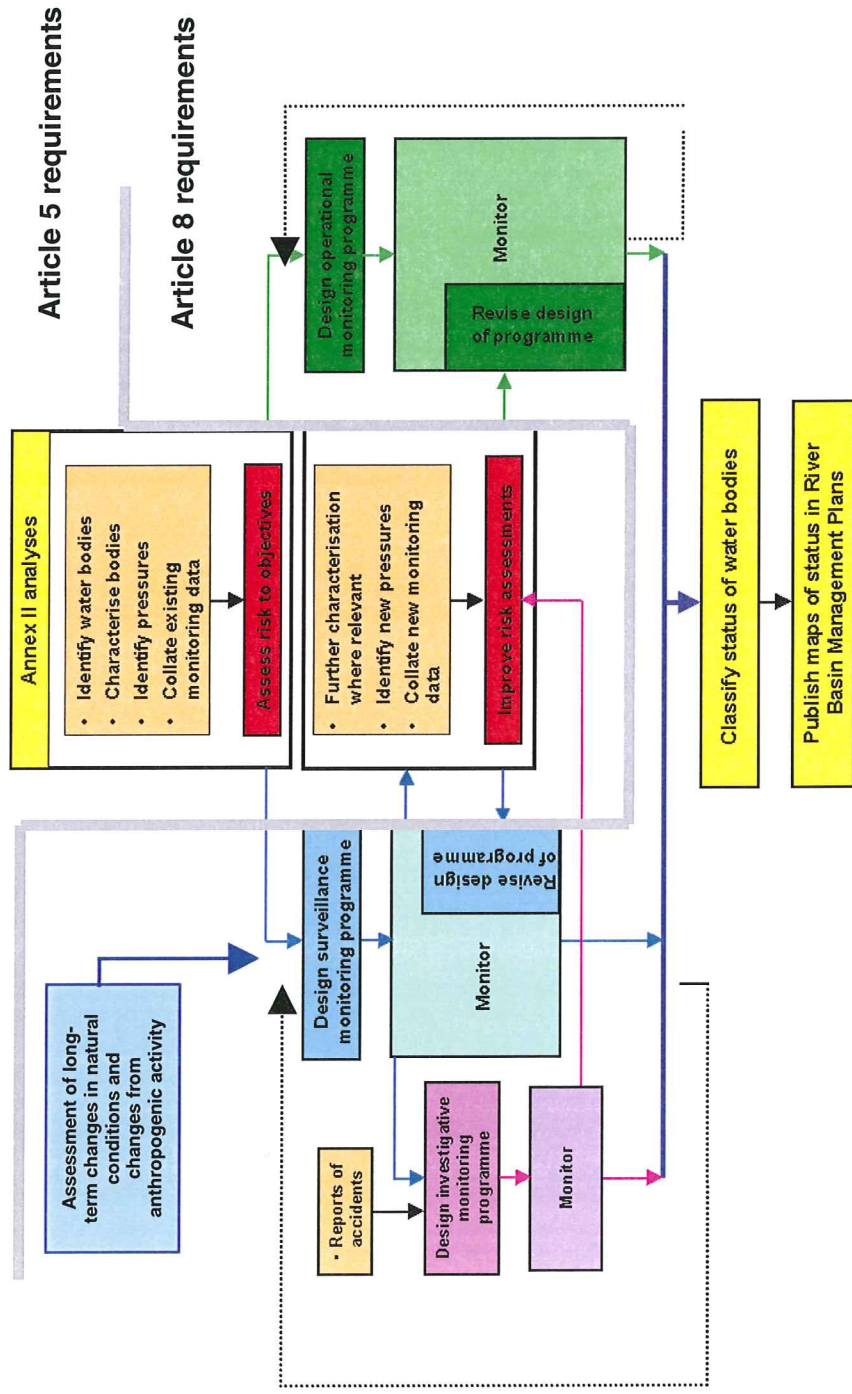 Article 5 requirements
Article 8 requirements
Annex II analyses
• Identify water bodies
• Characterise bodies
• Identify pressures
• Collate existing
monitoring data
Assess risk to objectives
• Further characterisation
where relevant
• Identify new pressures
• Collate new monitoring
data
Improve risk assessments
Assessment of long-
term changes in natural
conditions and
changes from
anthropogenic activity
Design surveillance
monitoring programme
Monitor
Revise design
of programme
• Reports of
accidents
Design investigative
monitoring
programme
Monitor
Design operational
monitoring programme
Monitor
Revise design
of programme
Classify status of water bodies
Publish maps of status in River
Basin Management Plans